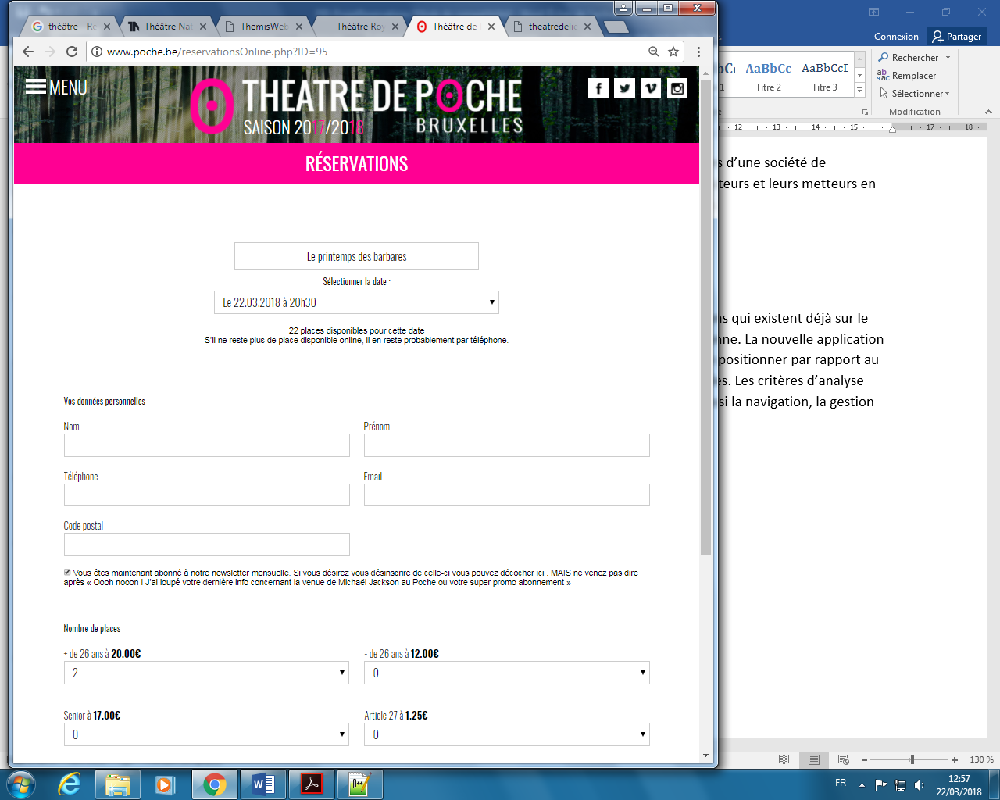 théâtre - Re
Théâtre Nat
ThemisWeb
Théâtre Roy
Théâtre de
theatredelie
www.poche.be/reservationsOnline.php?ID=95
MENU
THEATRE DE POCHE
BRUXELLES
SAISON 2017/2018
RÉSERVATIONS
Le printemps des barbares
Sélectionner la date :
Le 22.03.2018 à 20h30
22 places disponibles pour cette date
S'il ne reste plus de place disponible online, il en reste probablement par téléphone.
Vos données personnelles
Nom
Prénom
Téléphone
Email
Code postal
Vous êtes maintenant abonné à notre newsletter mensuelle. Si vous désirez vous désinscrire de celle-ci vous pouvez décocher ici . MAIS ne venez pas dire
après « Oooh nooon ! J'ai loupé votre dernière info concernant la venue de Michaël Jackson au Poche ou votre super promo abonnement »
Nombre de places
+ de 26 ans à 20.00€
- de 26 ans à 12.00€
2
0
Senior à 17.00€
Article 27 à 1.25€
0
0
Connexion
Partager
AaBbCc
AaBbCcI
1
Titre 2
Titre 3
Rechercher
Remplacer
Sélectionner
Modification
12 13 14 15 17 18
s d'une société de
teurs et leurs metteurs en
ns qui existent déjà sur le
nne. La nouvelle application
positionner par rapport au
es. Les critères d'analyse
si la navigation, la gestion
130 %
FR
12:57
22/03/2018